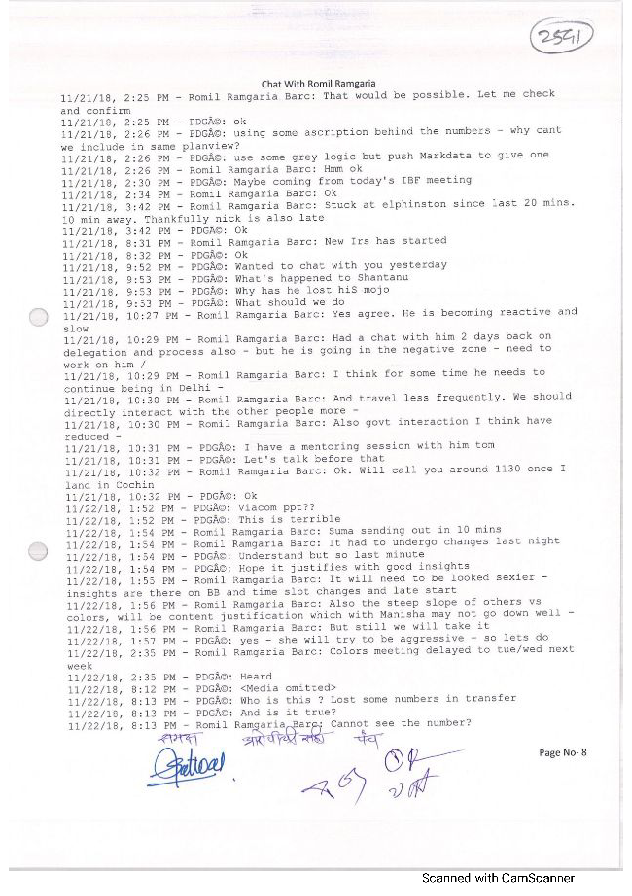 2591
Chat With Romil Ramgaria
11/21/18, 2:25 PM - Romil Ramgaria Barc: That would be possible. Let me check
and confirm
11/21/18, 2:25 PM - PDGÃ©: ok
11/21/18, 2:26 PM - PDGÃ©: using some ascription behind the numbers - why cant
we include in same planview?
11/21/18, 2:26 PM - PDGÃ©: use some grey logic but push Markdata to give one
11/21/18, 2:26 PM - Romil Ramgaria Barc: Hmm ok
11/21/18, 2:30 PM - PDGÃ©: Maybe coming from today's IBF meeting
11/21/18, 2:34 PM - Romil Ramgaria Barc: Ok
11/21/18, 3:42 PM - Romil Ramgaria Barc: Stuck at elphinston since last 20 mins.
10 min away. Thankfully nick is also late
11/21/18, 3:42 PM - PDGÃ©: Ok
11/21/18, 8:31 PM - Romil Ramgaria Barc: New Irs has started
11/21/18, 8:32 PM - PDGÃ©: Ok
11/21/18, 9:52 PM - PDGÃ©: Wanted to chat with you yesterday
11/21/18, 9:53 PM - PDGÃ©: What's happened to Shantanu
11/21/18, 9:53 PM - PDGÃ©: Why has he lost hiS mojo
11/21/18, 9:53 PM - PDGÃ©: What should we do
11/21/18, 10:27 PM - Romil Ramgaria Barc: Yes agree. He is becoming reactive and
slow
11/21/18, 10:29 PM - Romil Ramgaria Barc: Had a chat with him 2 days back on
delegation and process also - but he is going in the negative zone - need to
work on him /
11/21/18, 10:29 PM - Romil Ramgaria Barc: I think for some time he needs to
continue being in Delhi -
11/21/18, 10:30 PM - Romil Ramgaria Barc: And travel less frequently. We should
directly interact with the other people more -
11/21/18, 10:30 PM - Romil Ramgaria Barc: Also govt interaction I think have
reduced -
11/21/18, 10:31 PM - PDGÃ©: I have a mentoring session with him tom
11/21/18, 10:31 PM - PDGÃ©: Let's talk before that
11/21/18, 10:32 PM - Romil Ramgaria Barc: Ok. Will call you around 1130 once I
land in Cochin
11/21/18, 10:32 PM - PDGÃ©: Ok
11/22/18, 1:52 PM - PDGÃ©: Viacom ppt??
11/22/18, 1:52 PM - PDGÃ©: This is terrible
11/22/18, 1:54 PM - Romil Ramgaria Barc: Suma sending out in 10 mins
11/22/18, 1:54 PM - Romil Ramgaria Barc: It had to undergo changes last night
11/22/18, 1:54 PM - PDGÃ©: Understand but so last minute
11/22/18, 1:54 PM - PDGÃ©: Hope it justifies with good insights
11/22/18, 1:55 PM - Romil Ramgaria Barc: It will need to be looked sexier -
insights are there on BB and time slot changes and late start
11/22/18, 1:56 PM - Romil Ramgaria Barc: Also the steep slope of others vs
colors, will be content justification which with Manisha may not go down well -
11/22/18, 1:56 PM - Romil Ramgaria Barc: But still we will take it
11/22/18, 1:57 PM - PDGÃ©: yes - she will try to be aggressive - so lets do
11/22/18, 2:35 PM - Romil Ramgaria Barc: Colors meeting delayed to tue/wed next
week
11/22/18, 2:35 PM - PDGÃ©: Heard
11/22/18, 8:12 PM - PDGÃ©: <Media omitted>
11/22/18, 8:13 PM - PDGÃ©: Who is this ? Lost some numbers in transfer
11/22/18, 8:13 PM - PDGÃ©: And is it true?
11/22/18, 8:13 PM - Romil Ramgaria Barc: Cannot see the number?
समक्ष पंच
Page No- 8
Scanned with CamScanner